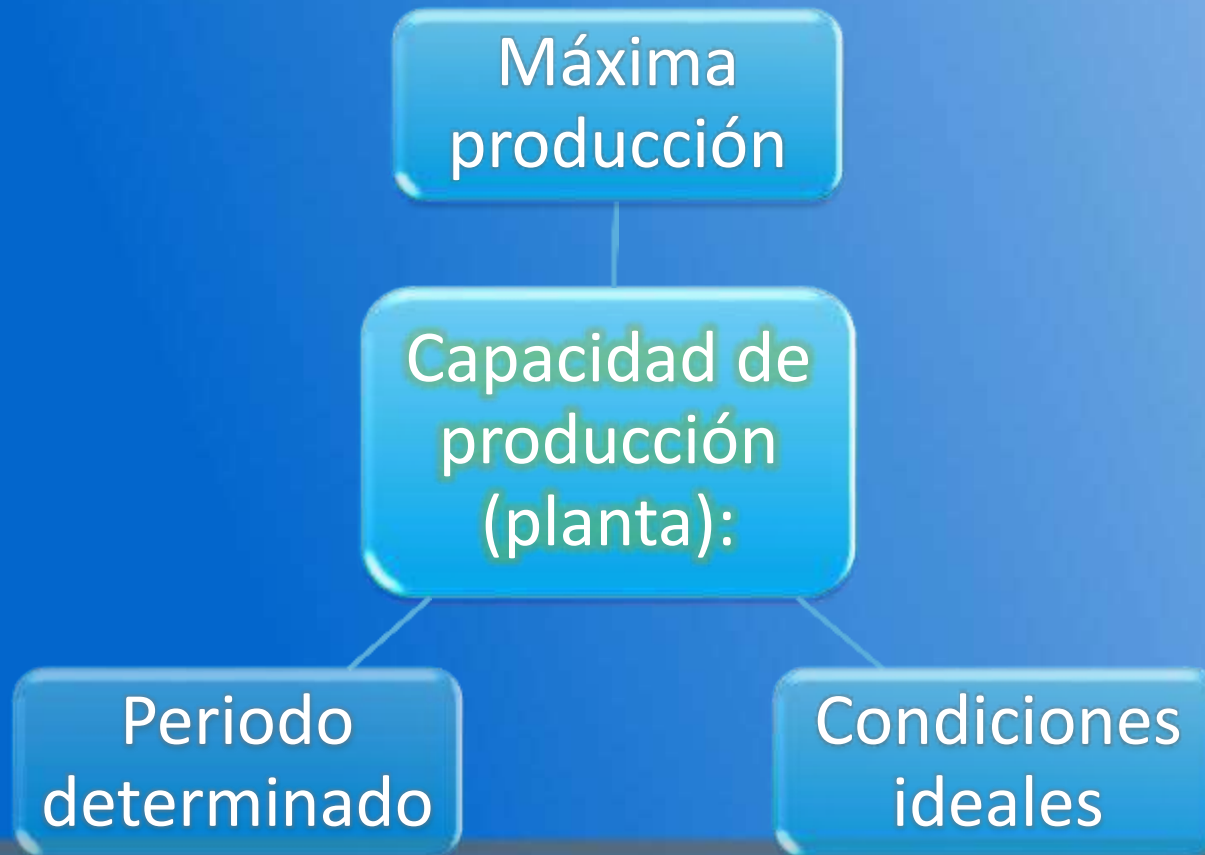 Máxima
producción
Capacidad de
producción
(planta):
Periodo
determinado
Condiciones
ideales